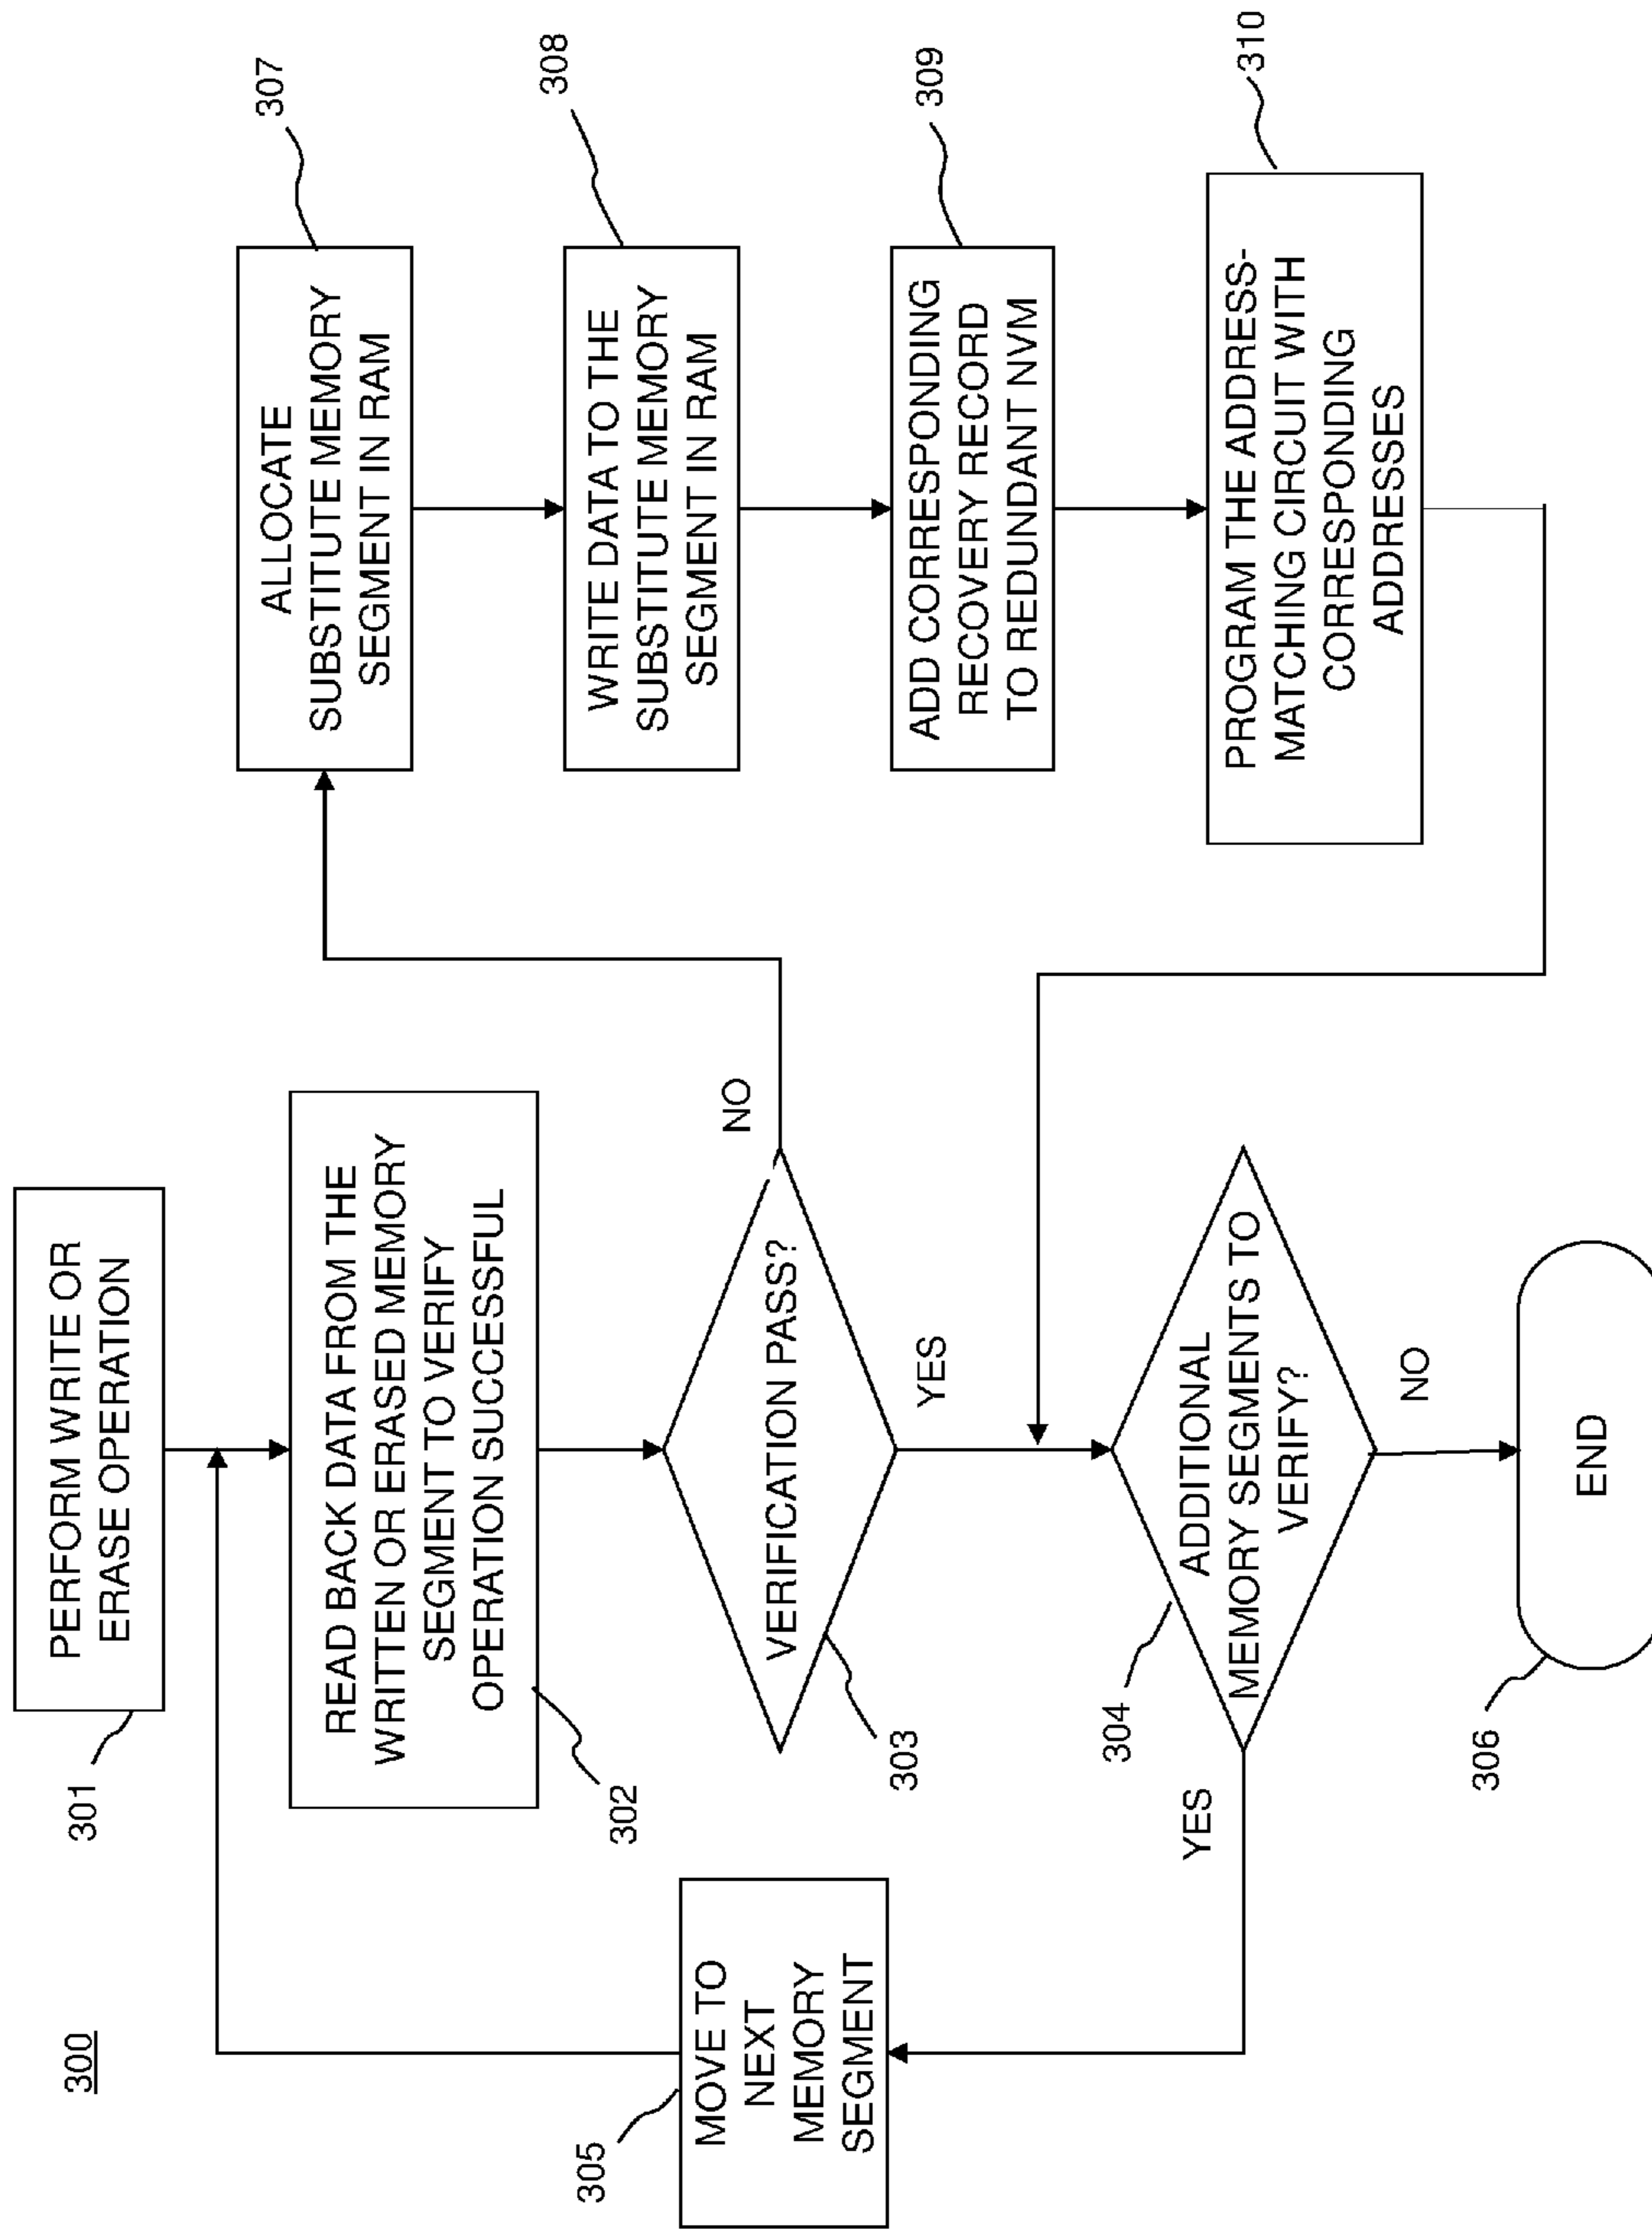 300
301
PERFORM WRITE OR
ERASE OPERATION
302
READ BACK DATA FROM THE
WRITTEN OR ERASED MEMORY
SEGMENT TO VERIFY
OPERATION SUCCESSFUL
303
VERIFICATION PASS?
NO
YES
304
ADDITIONAL
MEMORY SEGMENTS TO
VERIFY?
YES
NO
305
MOVE TO
NEXT
MEMORY
SEGMENT
306
END
307
ALLOCATE
SUBSTITUTE MEMORY
SEGMENT IN RAM
308
WRITE DATA TO THE
SUBSTITUTE MEMORY
SEGMENT IN RAM
309
ADD CORRESPONDING
RECOVERY RECORD
TO REDUNDANT NVM
310
PROGRAM THE ADDRESS-
MATCHING CIRCUIT WITH
CORRESPONDING
ADDRESSES